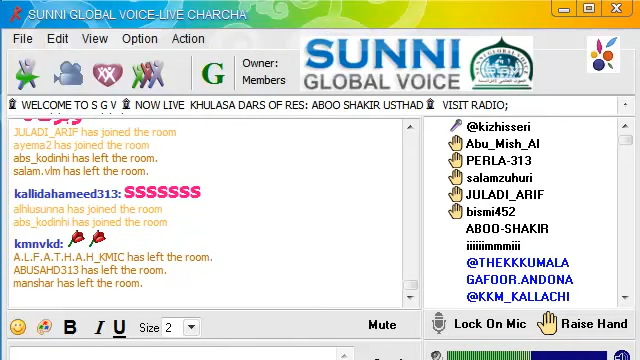 SUNNI GLOBAL VOICE-LIVE CHARCHA
File Edit View Option Action
G
Owner:
Members
SUNNI
GLOBAL VOICE
WELCOME TO S G V NOW LIVE KHULASA DARS OF RES: ABOO SHAKIR USTHAD VISIT RADIO;
JULADI_ARIF has joined the room
ayema2 has joined the room
abs_kodinhi has left the room.
salam.vlm has left the room.
kallidahameed313: SSSSSSS
alhlusunna has joined the room
abs_kodinhi has joined the room
kmnvkd:
A.L.F.A.T.H.A.H_KMIC has left the room.
ABUSAHD313 has left the room.
manshar has left the room.
@kizhisseri
Abu_Mish_Al
PERLA-313
salamzuhuri
JULADI_ARIF
bismi452
ABOO-SHAKIR
iiiiiiimmmiii
@THEKKKUMALA
GAFOOR.ANDONA
@KKM_KALLACHI
B I U Size 2 Mute
Lock On Mic Raise Hand